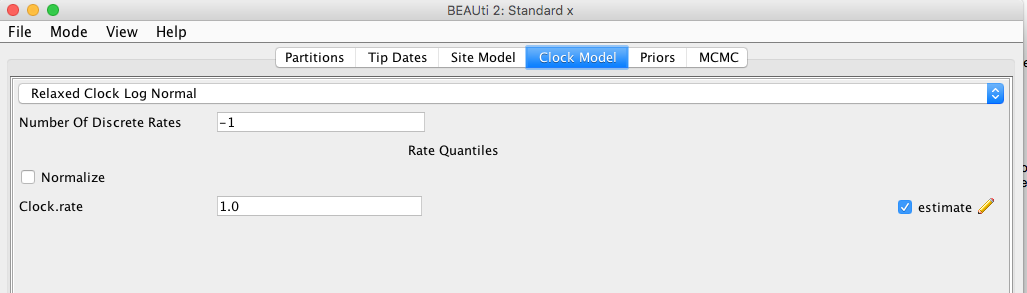 BEAUti 2: Standard x
File Mode View Help
Partitions Tip Dates Site Model Clock Model Priors MCMC
Relaxed Clock Log Normal
Number Of Discrete Rates -1
Rate Quantiles
Normalize
Clock.rate 1.0 estimate